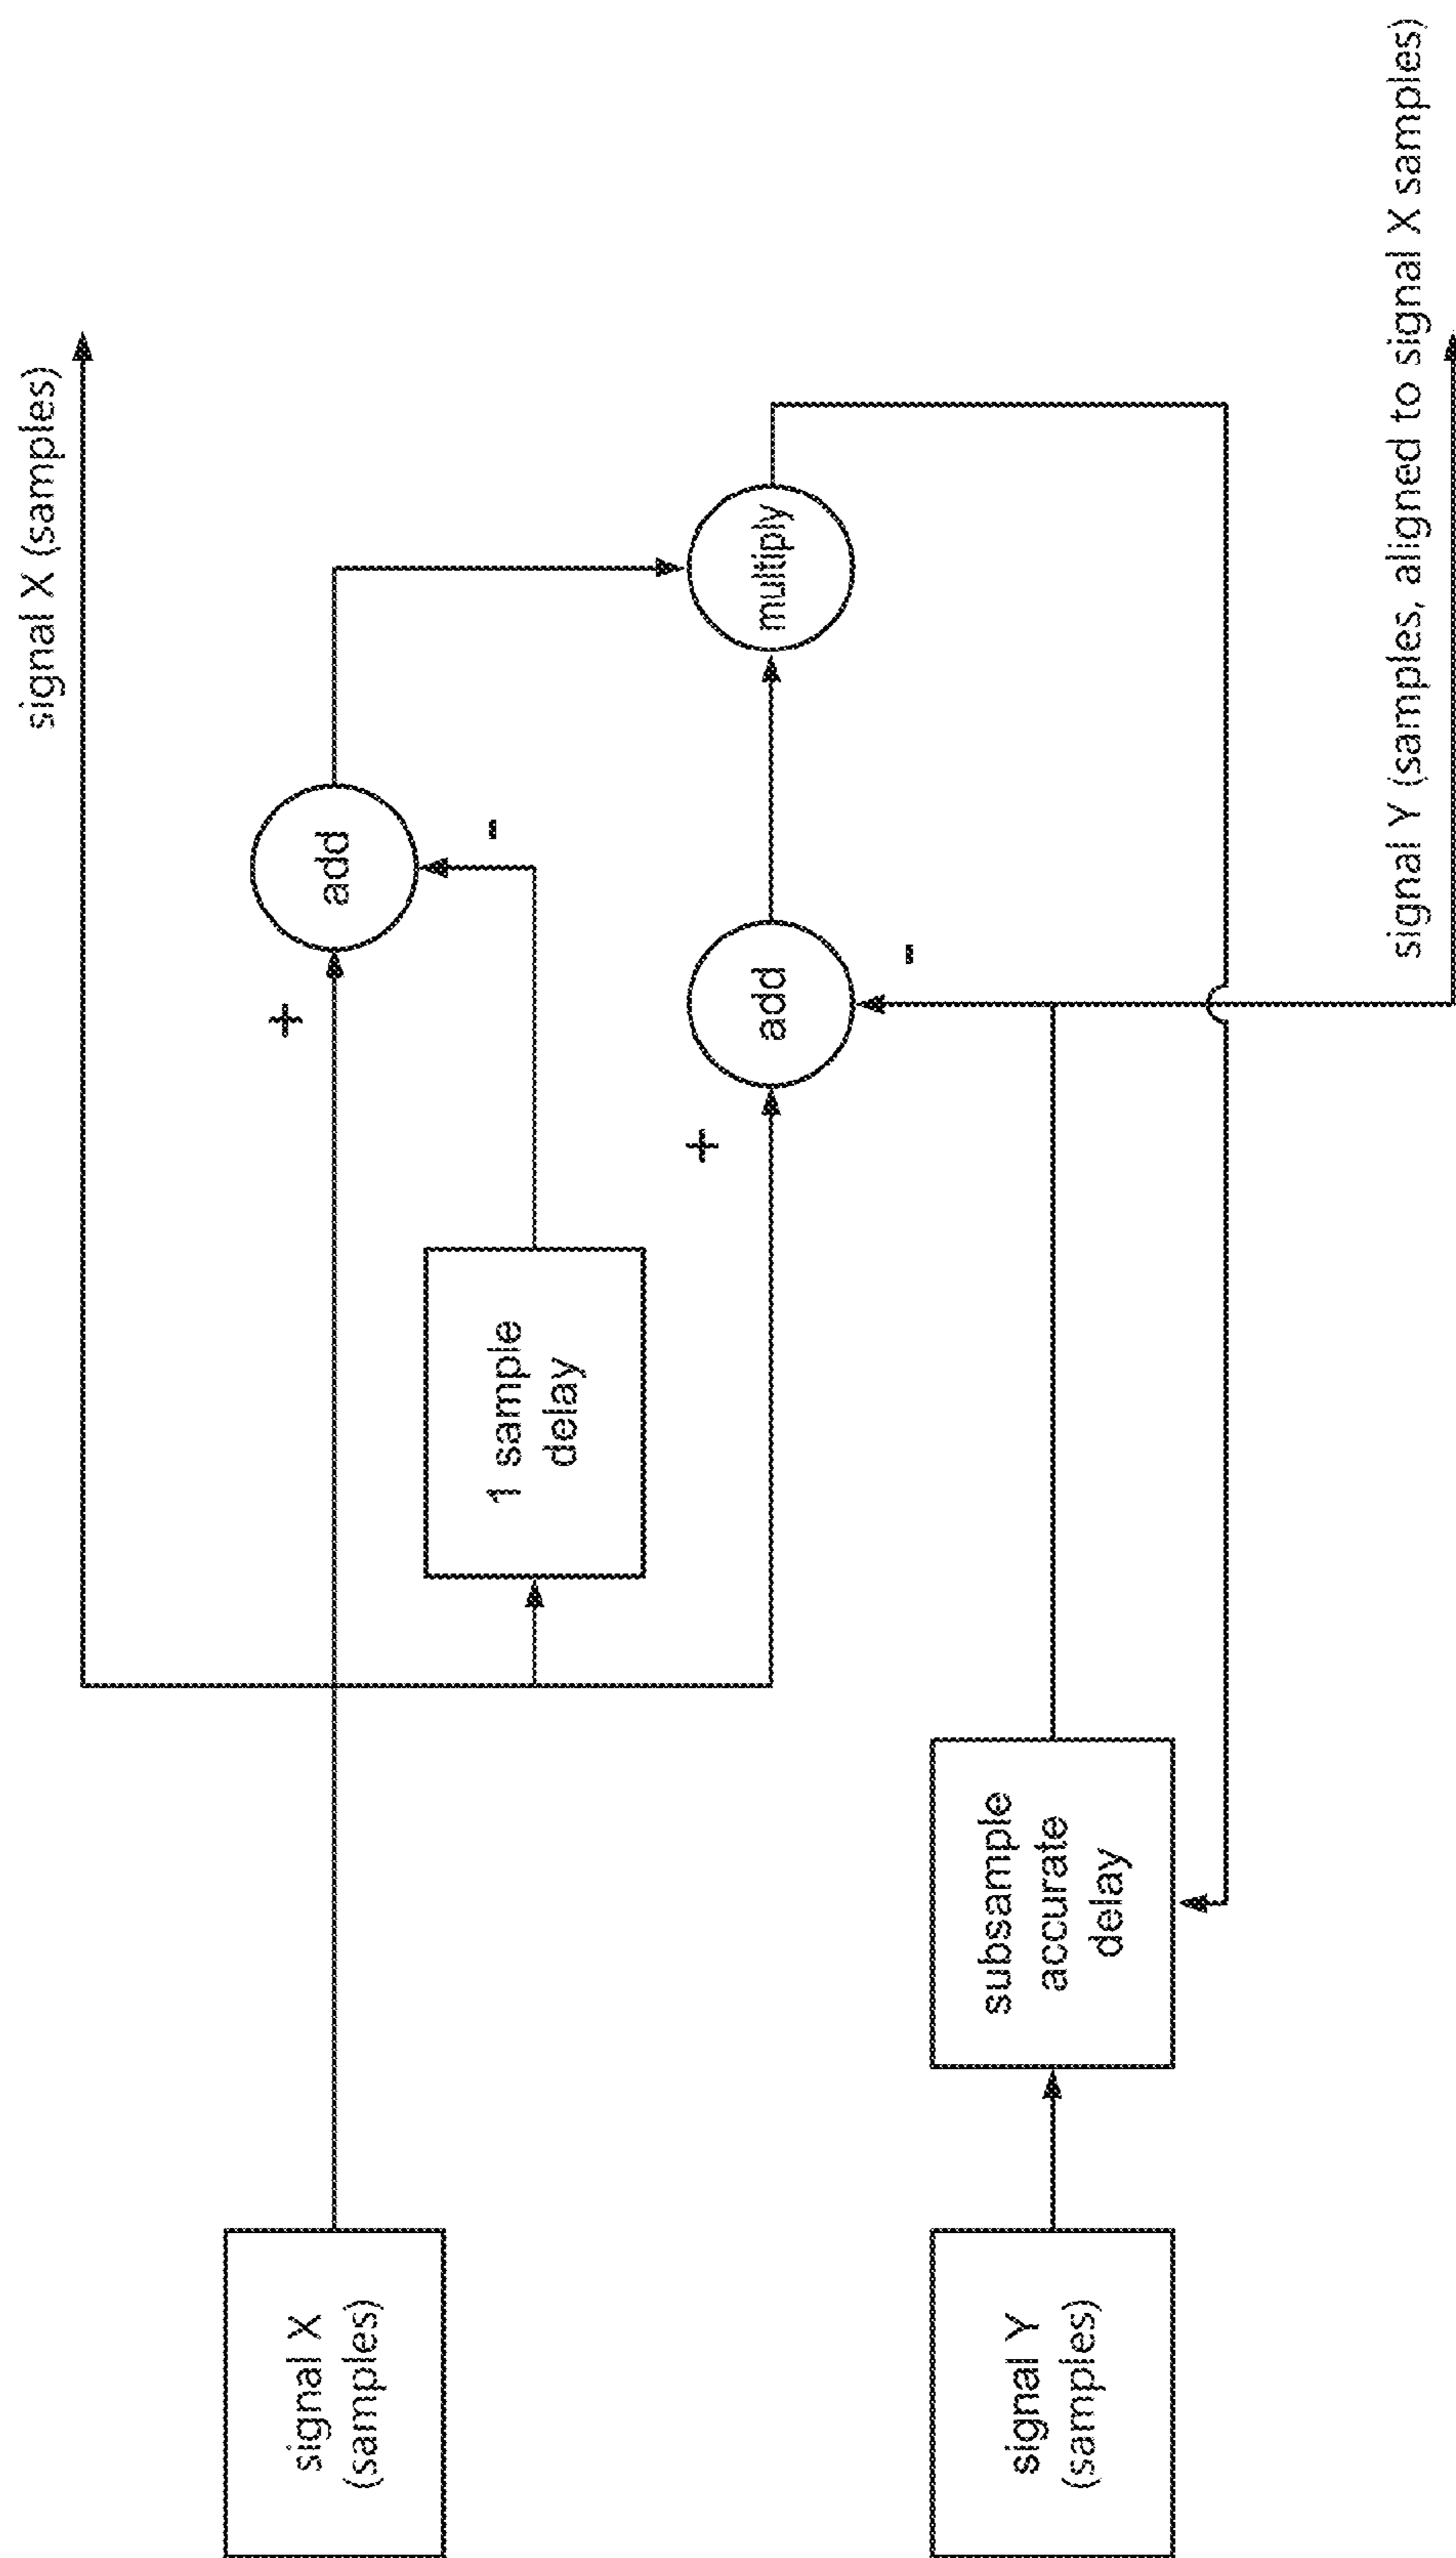 signal X (samples)
+
add
-
1 sample
delay
signal X
(samples)
multiply
+
add
-
subsample
accurate
delay
signal Y
(samples)
signal Y (samples, aligned to signal X samples)